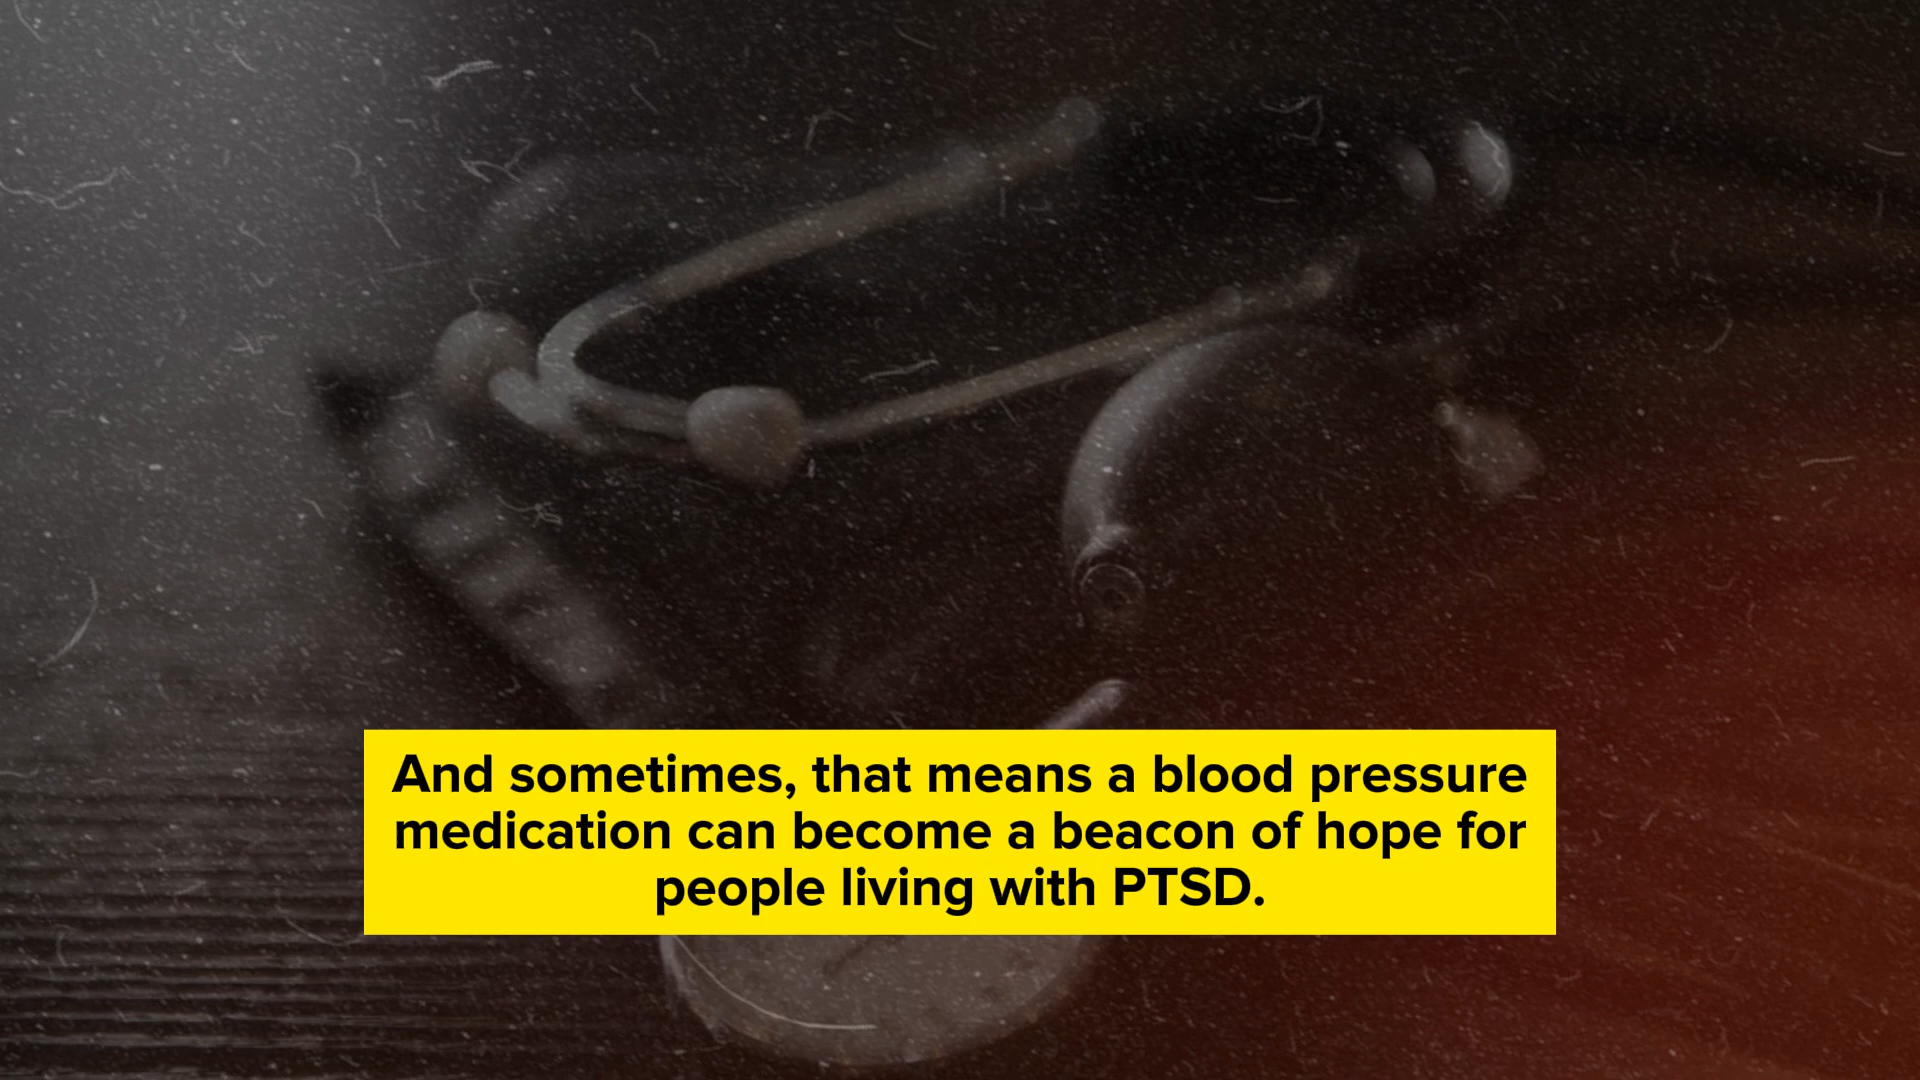 And sometimes, that means a blood pressure
medication can become a beacon of hope for
people living with PTSD.